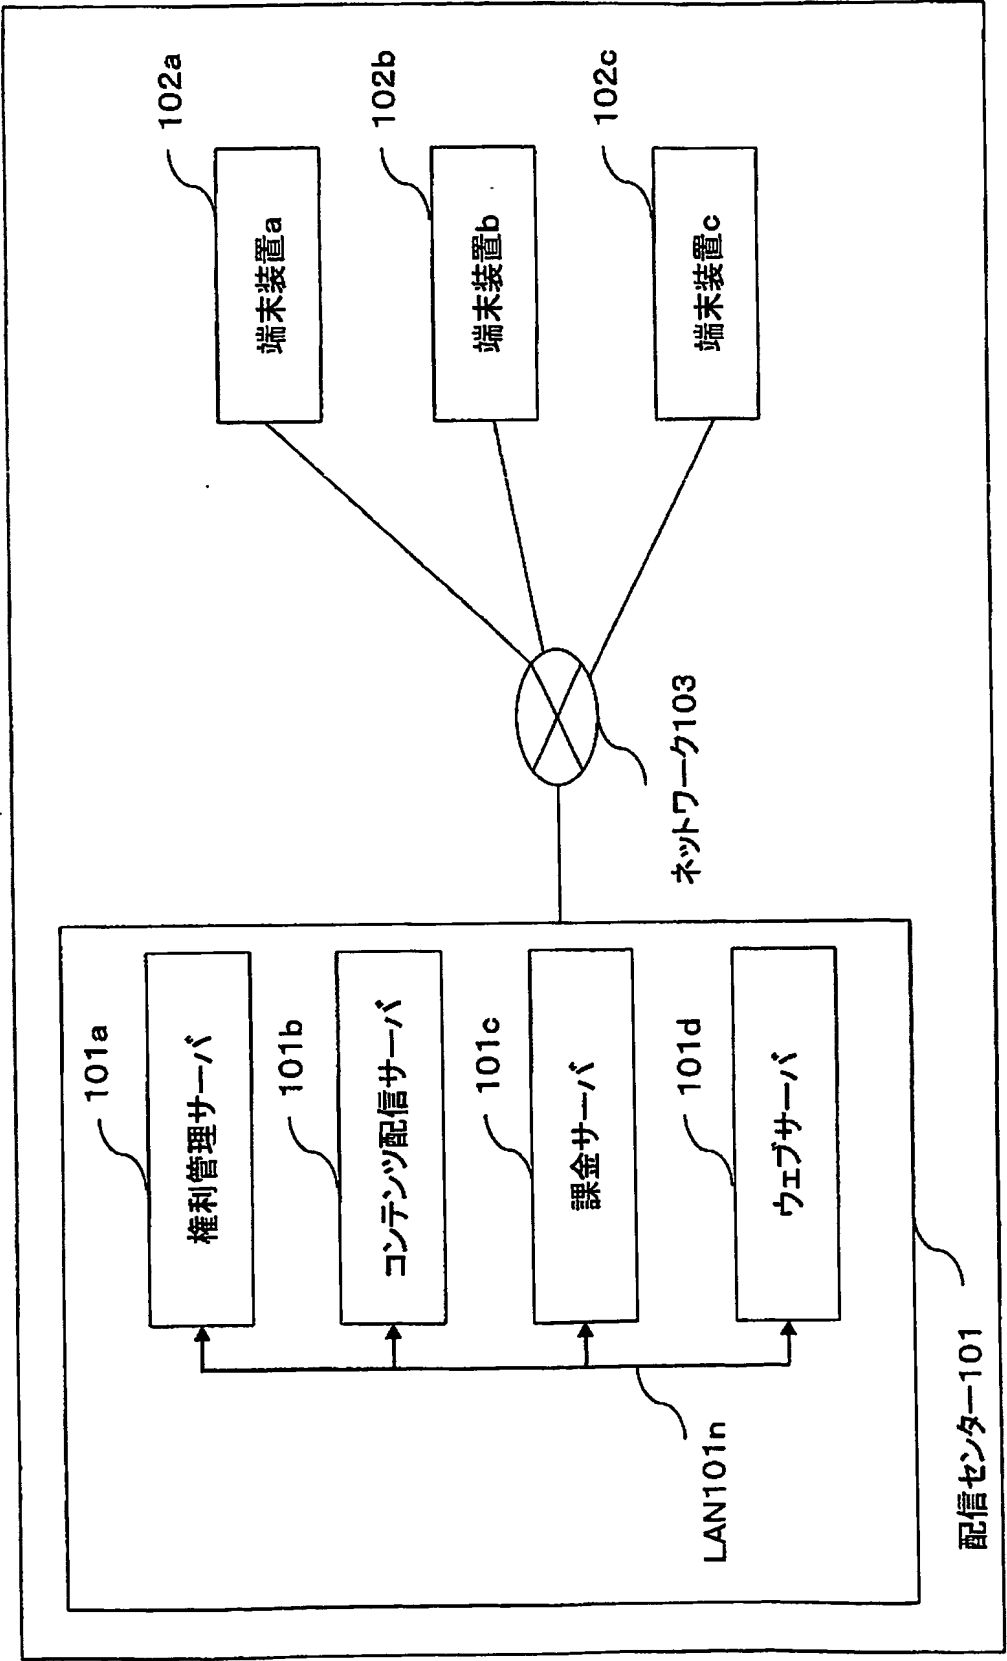 101a
権利管理サーバ
101b
コンテンツ配信サーバ
101c
課金サーバ
101d
ウェブサーバ
LAN101n
配信センター101
ネットワーク103
102a
端末装置a
102b
端末装置b
102c
端末装置c